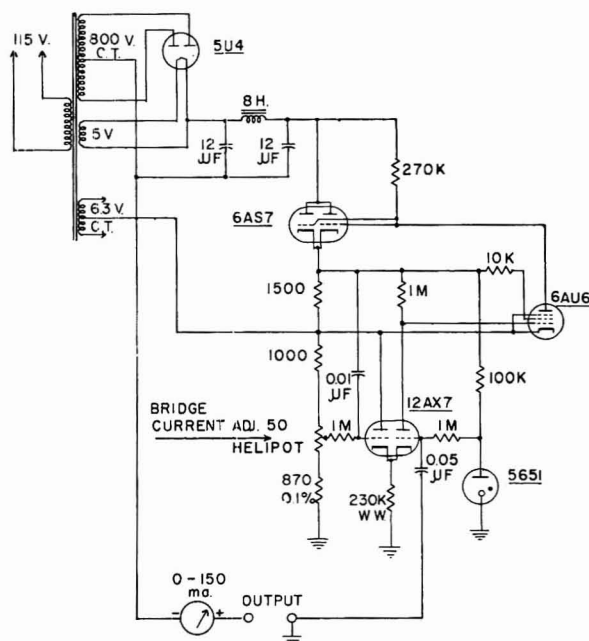 115 V.
800 V.
C.T.
5U4
5 V
8 H.
12
µF
12
µF
270K
6.3 V.
C.T.
6AS7
10K
1500
1 M
6AU6
1000
0.01
µF
100K
BRIDGE
CURRENT ADJ. 50
HELIPOT
1M
12AX7
1M
0.05
µF
5651
870
0.1%
230K
W.W.
0-150
ma.
- +
OUTPUT